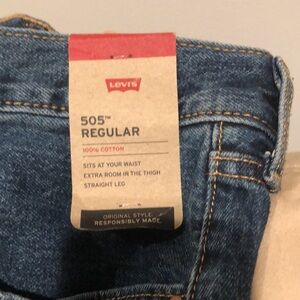 Levi's
505™
REGULAR
100% COTTON
SITS AT YOUR WAIST
EXTRA ROOM IN THE THIGH
STRAIGHT LEG
ORIGINAL STYLE,
RESPONSIBLY MADE.